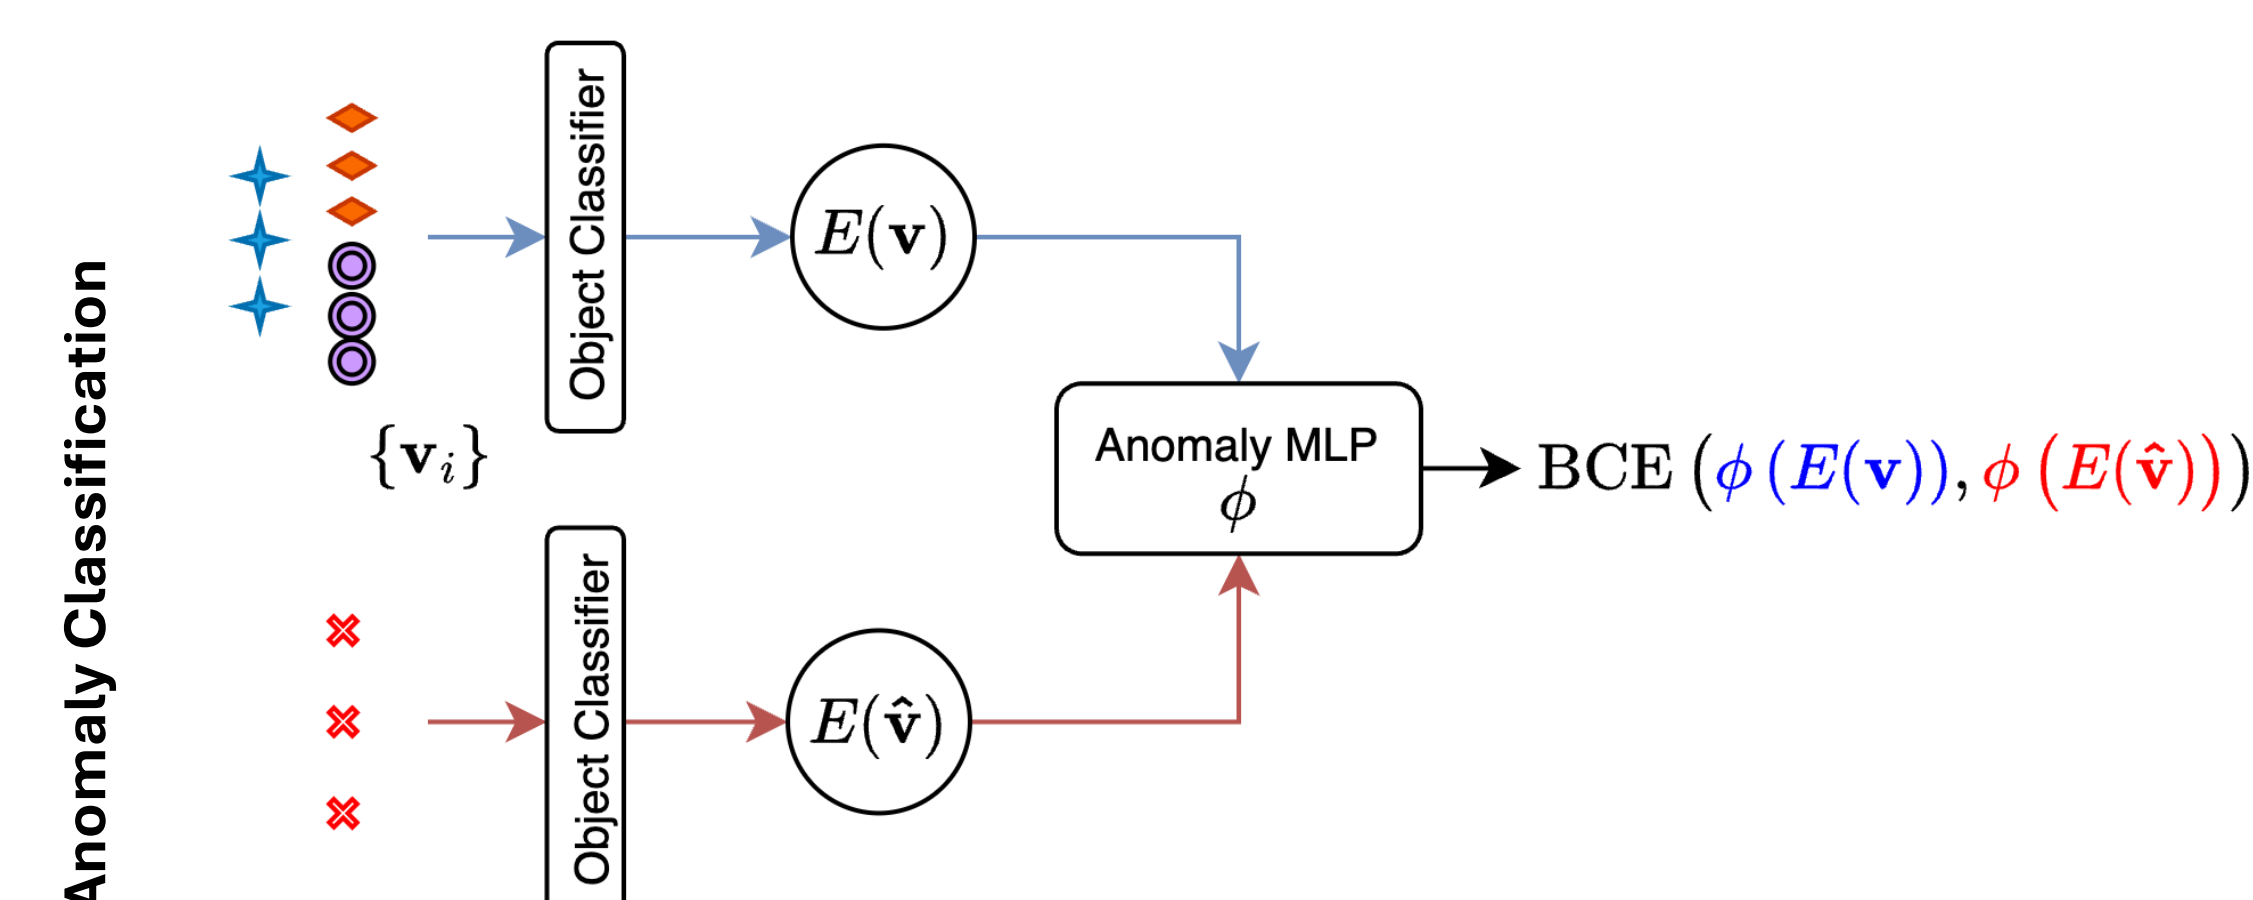 Anomaly Classification
Object Classifier
E(v)
{v_i}
Anomaly MLP
ϕ
BCE (ϕ (E(v)), ϕ (E(v̂)))
Object Classifier
E(v̂)